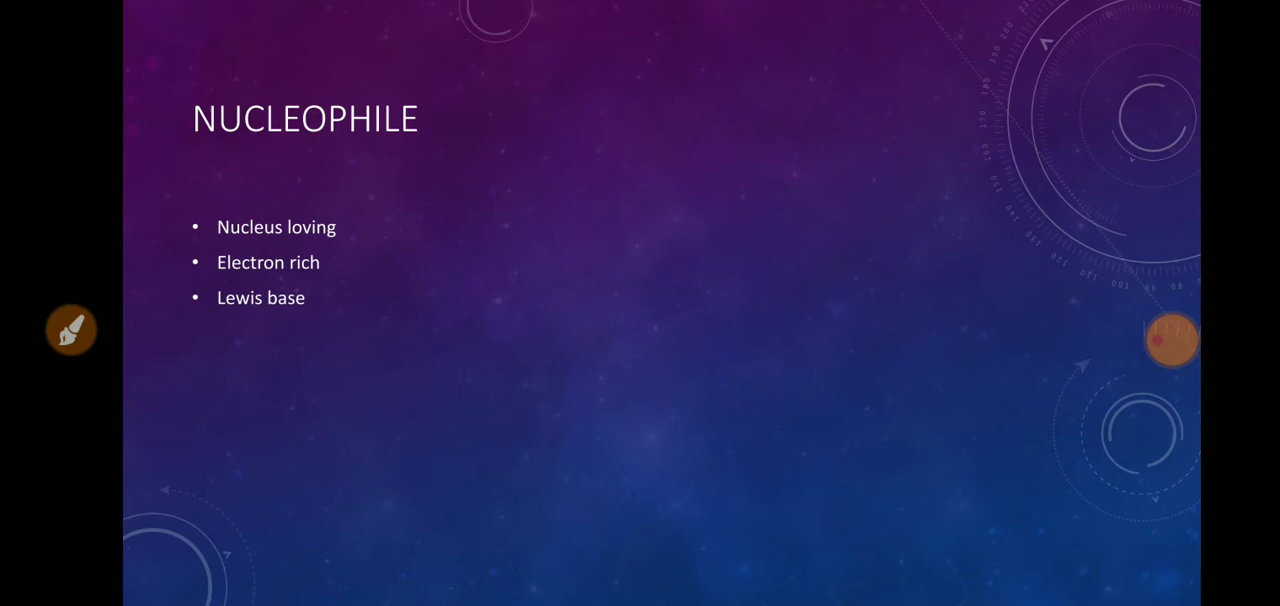 NUCLEOPHILE
• Nucleus loving
• Electron rich
• Lewis base